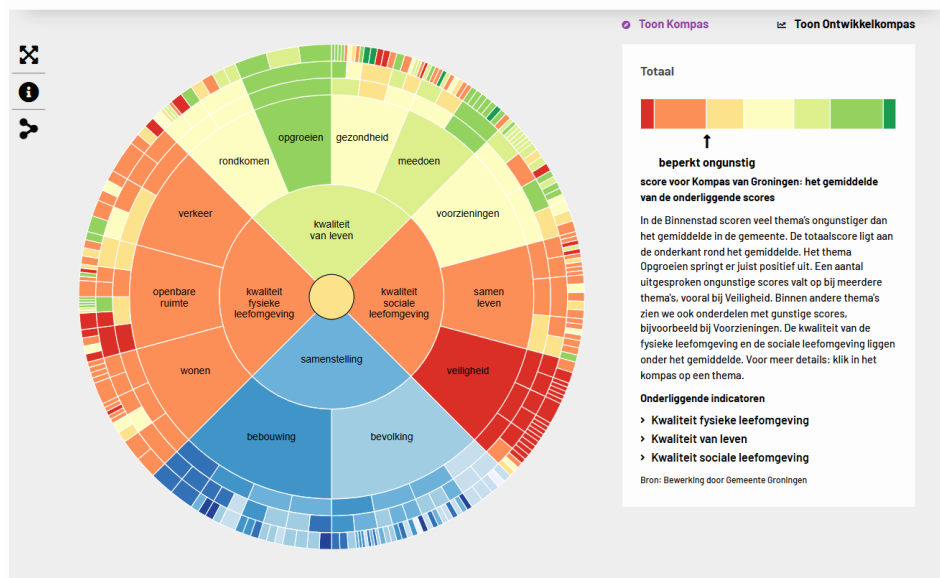 Toon Kompas
Toon Ontwikkelkompas
Totaal
beperkt ongunstig
score voor Kompas van Groningen: het gemiddelde
van de onderliggende scores
In de Binnenstad scoren veel thema's ongunstiger dan
het gemiddelde in de gemeente. De totaalscore ligt aan
de onderkant rond het gemiddelde. Het thema
Opgroeien springt er juist positief uit. Een aantal
uitgesproken ongunstige scores valt op bij meerdere
thema's, vooral bij Veiligheid. Binnen andere thema's
zien we ook onderdelen met gunstige scores,
bijvoorbeeld bij Voorzieningen. De kwaliteit van de
fysieke leefomgeving en de sociale leefomgeving liggen
onder het gemiddelde. Voor meer details: klik in het
kompas op een thema.
Onderliggende indicatoren
Kwaliteit fysieke leefomgeving
Kwaliteit van leven
Kwaliteit sociale leefomgeving
Bron: Bewerking door Gemeente Groningen
opgroeien
gezondheid
rondkomen
meedoen
verkeer
voorzieningen
kwaliteit
van leven
openbare
ruimte
kwaliteit
fysieke
leefomgeving
kwaliteit
sociale
leefomgeving
samen
leven
samenstelling
wonen
veiligheid
bebouwing
bevolking